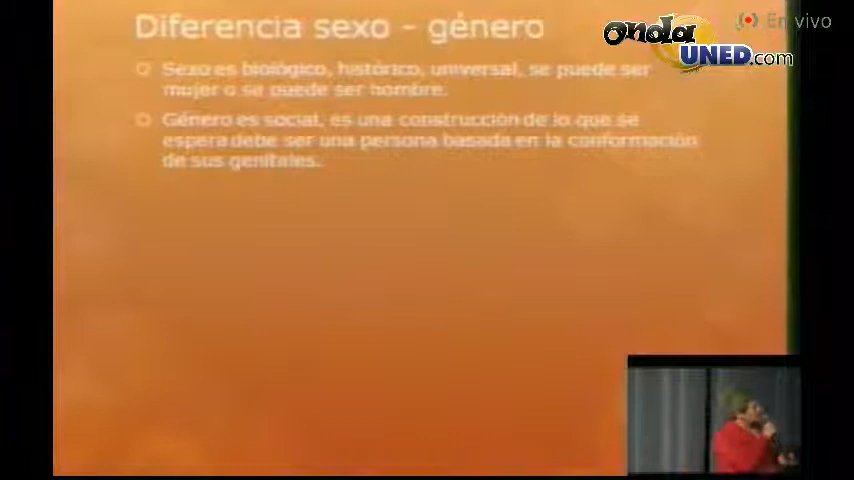 Diferencia sexo - género
onda
UNED.com
En vivo
Sexo es biológico, histórico, universal, se puede ser
mujer o se puede ser hombre.
Género es social, es una construcción de lo que se
espera debe ser una persona basada en la conformación
de sus genitales.